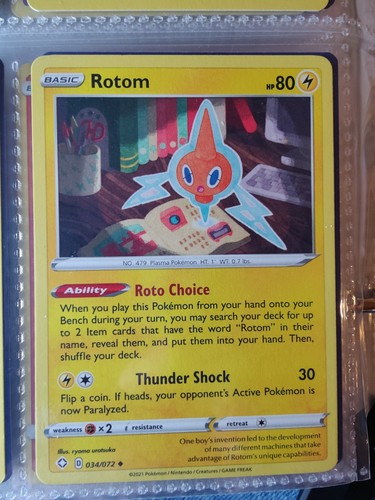 BASIC Rotom HP 80
NO. 479 Plasma Pokémon HT: 1' WT: 0.7 lbs.
Ability Roto Choice
When you play this Pokémon from your hand onto your
Bench during your turn, you may search your deck for up
to 2 Item cards that have the word "Rotom" in their
name, reveal them, and put them into your hand. Then,
shuffle your deck.
Thunder Shock 30
Flip a coin. If heads, your opponent's Active Pokémon is
now Paralyzed.
weakness ×2 resistance retreat
One boy's invention led to the development
of many different machines that take
advantage of Rotom's unique capabilities.
Illus. ryoma uratsuka
D 034/072
©2021 Pokémon / Nintendo / Creatures / GAME FREAK